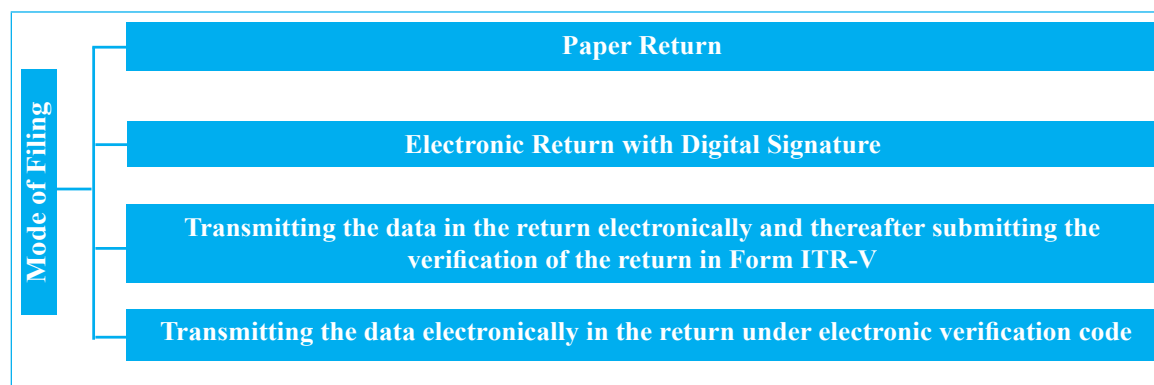 Mode of Filing
Paper Return
Electronic Return with Digital Signature
Transmitting the data in the return electronically and thereafter submitting the
verification of the return in Form ITR-V
Transmitting the data electronically in the return under electronic verification code